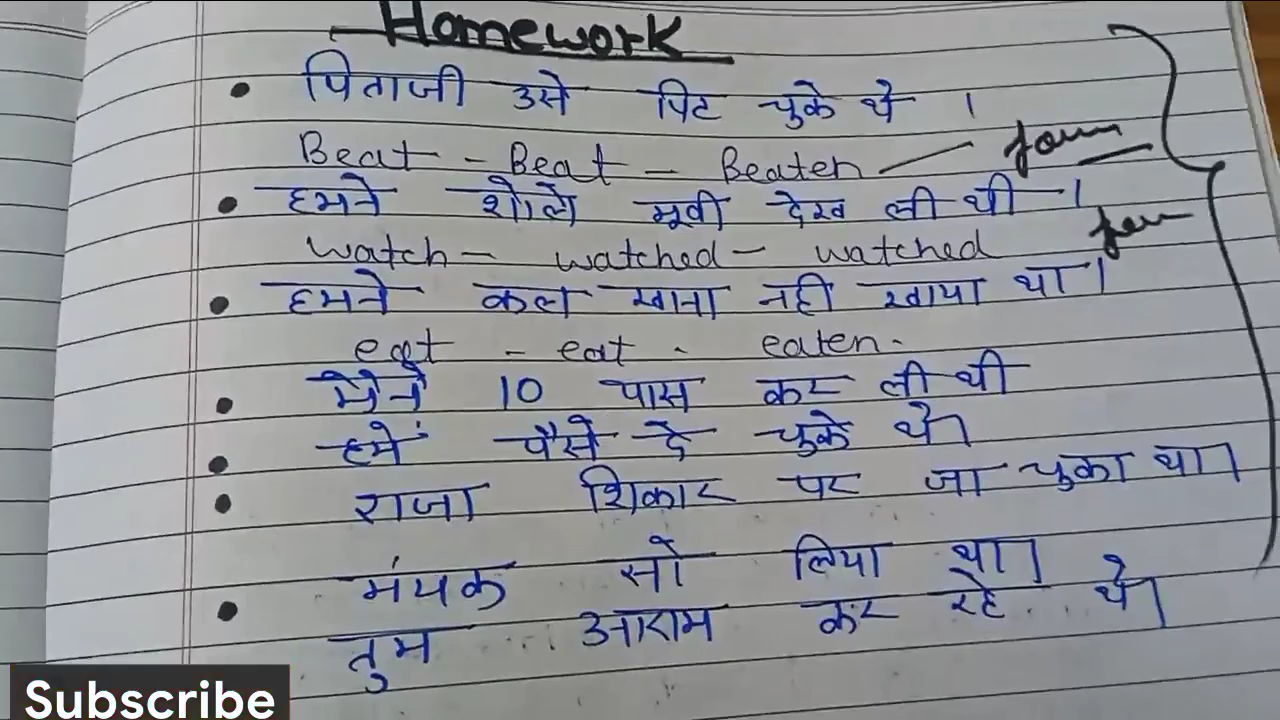 Homework
• पिताजी उसे पिट चुके थे ।
Beat - Beat - Beaten
• हमने शोले मूवी देख ली थी ।
watch - watched - watched
• हमने कल खाना नही खाया था।
eat - eat - eaten.
• मैने 10 पास कर ली थी
• हमें पैसे दे चुके थे।
• राजा शिकार पर जा चुका था।
मंयक सो लिया था।
• तुम आराम कर रहे थे।
Subscribe